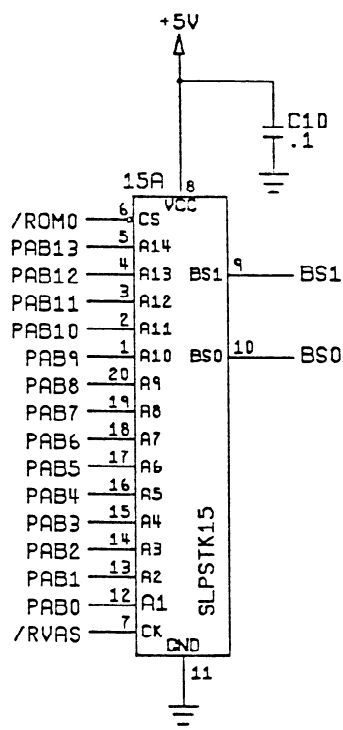 +5V
C10
.1
15A 8
VCC
/ROM0 6 CS
PAB13 5 A14
PAB12 4 A13 BS1 9 BS1
PAB11 3 A12
PAB10 2 A11
PAB9 1 A10 BS0 10 BS0
PAB8 20 A9
PAB7 19 A8
PAB6 18 A7
PAB5 17 A6
PAB4 16 A5
PAB3 15 A4
PAB2 14 A3
PAB1 13 A2
PAB0 12 A1
/RVAS 7 CK
SLPSTK15
GND
11